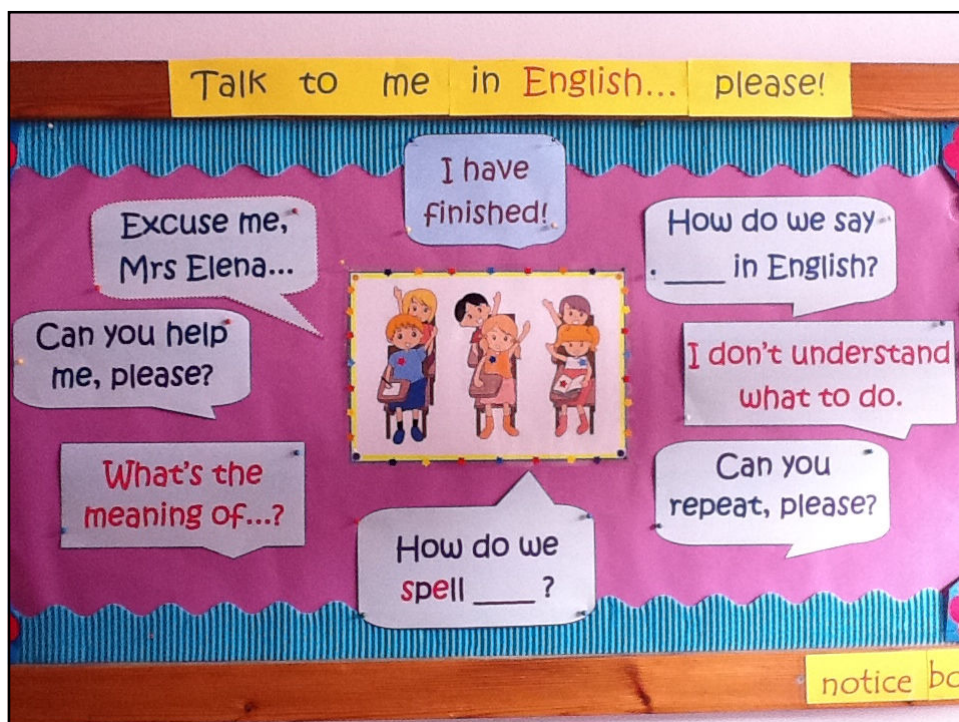 Talk to me in English... please!
I have
finished!
Excuse me,
Mrs Elena...
How do we say
____ in English?
Can you help
me, please?
I don't understand
what to do.
What's the
meaning of...?
Can you
repeat, please?
How do we
spell ____ ?
notice